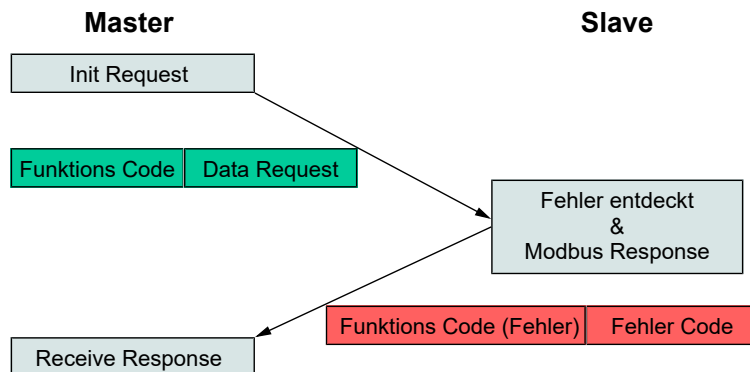 Master
Slave
Init Request
Funktions Code
Data Request
Fehler entdeckt
&
Modbus Response
Funktions Code (Fehler)
Fehler Code
Receive Response